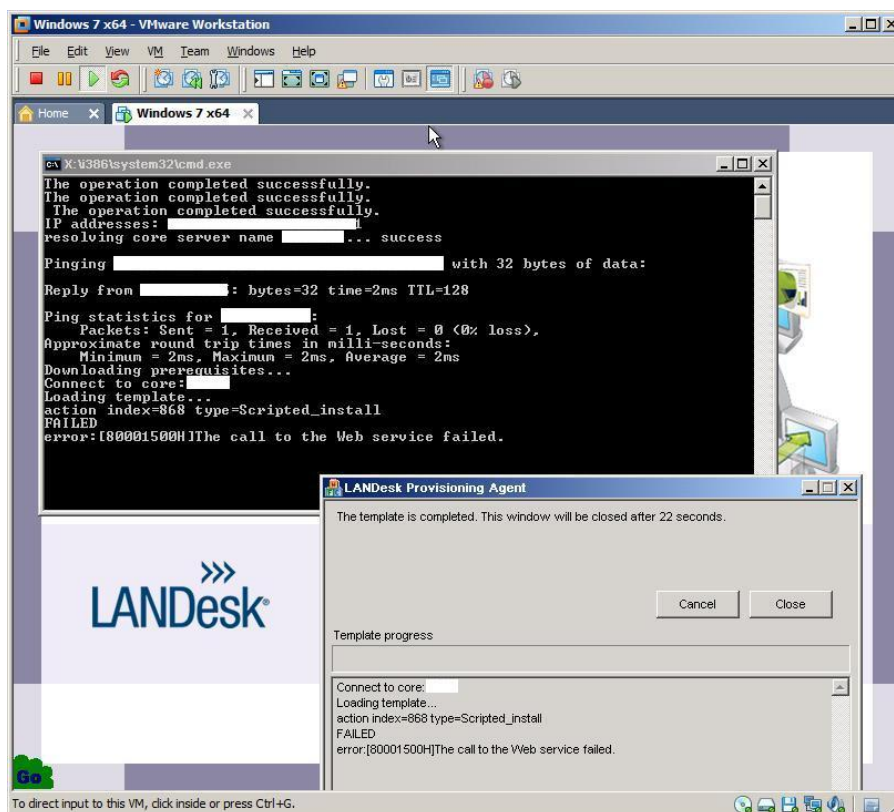 Windows 7 x64 - VMware Workstation
File Edit View VM Team Windows Help
Home Windows 7 x64
X:\i386\system32\cmd.exe
The operation completed successfully.
The operation completed successfully.
The operation completed successfully.
IP addresses: 1
resolving core server name ... success
Pinging with 32 bytes of data:
Reply from : bytes=32 time=2ms TTL=128
Ping statistics for :
Packets: Sent = 1, Received = 1, Lost = 0 (0% loss),
Approximate round trip times in milli-seconds:
Minimum = 2ms, Maximum = 2ms, Average = 2ms
Downloading prerequisites...
Connect to core:
Loading template...
action index=868 type=Scripted_install
FAILED
error:[80001500H]The call to the Web service failed.
LANDesk Provisioning Agent
The template is completed. This window will be closed after 22 seconds.
Cancel Close
Template progress
Connect to core:
Loading template...
action index=868 type=Scripted_install
FAILED
error:[80001500H]The call to the Web service failed.
LANDesk®
Go
To direct input to this VM, click inside or press Ctrl+G.